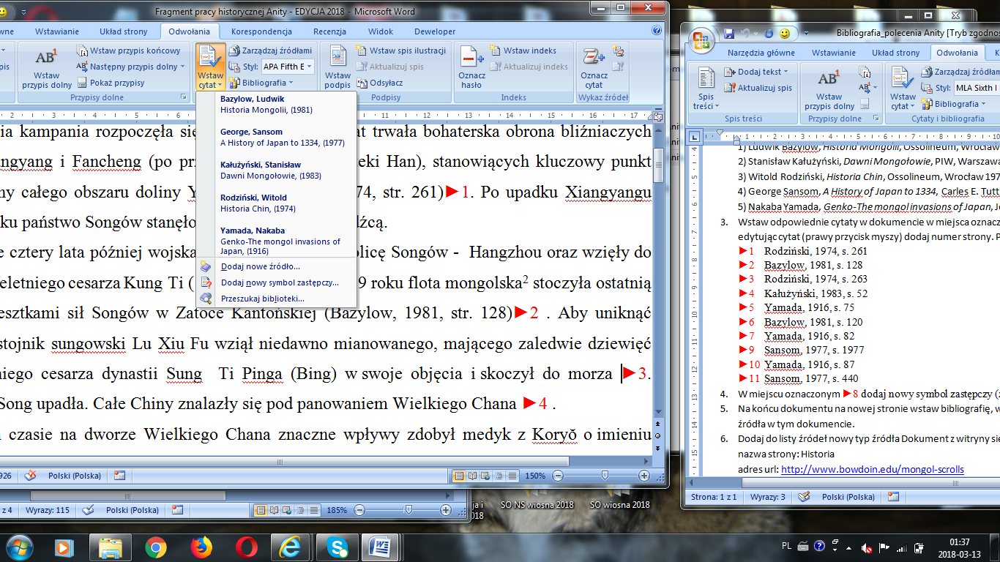 Fragment pracy historycznej Anity - EDYCJA 2018 - Microsoft Word
wne Wstawianie Układ strony Odwołania Korespondencja Recenzja Widok Deweloper
AB1
Wstaw
przypis dolny
Wstaw przypis końcowy
Następny przypis dolny
Pokaż przypisy
Przypisy dolne
Wstaw
cytat
Zarządzaj źródłami
Styl: APA Fifth E
Bibliografia
Wstaw
podpis
Wstaw spis ilustracji
Aktualizuj spis
Odsyłacz
Podpisy
Oznacz
hasło
Wstaw indeks
Aktualizuj indeks
Indeks
Oznacz
cytat
Wykaz źródeł
Bazylow, Ludwik
Historia Mongolii, (1981)
George, Sansom
A History of Japan to 1334, (1977)
Kałużyński, Stanisław
Dawni Mongołowie, (1983)
Rodziński, Witold
Historia Chin, (1974)
Yamada, Nakaba
Genko-The mongol invasions of
Japan, (1916)
Dodaj nowe źródło...
Dodaj nowy symbol zastępczy...
Przeszukaj biblioteki...
nia kampania rozpoczęła się at trwała bohaterska obrona bliźniaczych
ngyang i Fancheng (po prz eki Han), stanowiących kluczowy punkt
ny całego obszaru doliny Y 74, str. 261)►1. Po upadku Xiangyangu
ku państwo Songów stanęło dźcą.
e cztery lata później wojska olicę Songów - Hangzhou oraz wzięły do
eletniego cesarza Kung Ti ( 9 roku flota mongolska2 stoczyła ostatnią
esztkami sił Songów w Zatoce Kantońskiej (Bazylow, 1981, str. 128)►2 . Aby uniknąć
stojnik sungowski Lu Xiu Fu wziął niedawno mianowanego, mającego zaledwie dziewięć
niego cesarza dynastii Sung Ti Pinga (Bing) w swoje objęcia i skoczył do morza ►3.
Song upadła. Całe Chiny znalazły się pod panowaniem Wielkiego Chana ►4 .
czasie na dworze Wielkiego Chana znaczne wpływy zdobył medyk z Koryŏ o imieniu
926 Polski (Polska) 150%
z 4 Wyrazy: 115 Polski (Polska) 185%
Bibliografia_polecenia Anity [Tryb zgodnoś
Narzędzia główne Wstawianie Układ strony Odwołania K
Spis
treści
Dodaj tekst
Aktualizuj spis
Spis treści
AB1
Wstaw
przypis dolny
Przypisy dolne
Wstaw
cytat
Zarządzaj źródłam
Styl: MLA Sixth I
Bibliografia
Cytaty i bibliografia
1) Ludwik Bazylow, Historia Mongolii, Ossolineum, Wrocław
2) Stanisław Kałużyński, Dawni Mongołowie, PIW, Warszawa
3) Witold Rodziński, Historia Chin, Ossolineum, Wrocław 197
4) George Sansom, A History of Japan to 1334, Carles E. Tutt
5) Nakaba Yamada, Genko-The mongol invasions of Japan, Jo
3. Wstaw odpowiednie cytaty w dokumencie w miejsca oznacz
edytując cytat (prawy przycisk myszy) dodaj numer strony. P
►1 Rodziński, 1974, s. 261
►2 Bazylow, 1981, s. 128
►3 Rodziński, 1974, s. 263
►4 Kałużyński, 1983, s. 52
►5 Yamada, 1916, s. 75
►6 Bazylow, 1981, s. 120
►7 Yamada, 1916, s. 82
►9 Sansom, 1977, s. 1977
►10 Yamada, 1916, s. 87
►11 Sansom, 1977, s. 440
4. W miejscu oznaczonym ►8 dodaj nowy symbol zastępczy (z
5. Na końcu dokumentu na nowej stronie wstaw bibliografię, w
źródła w tym dokumencie.
6. Dodaj do listy źródeł nowy typ źródła Dokument z witryny sie
nazwa strony: Historia
adres url: http://www.bowdoin.edu/mongol-scrolls
Strona: 1 z 1 Wyrazy: 3 Polski (Polska)
SO NS wiosna 2018
SO wiosna 2018
PL
01:37
2018-03-13